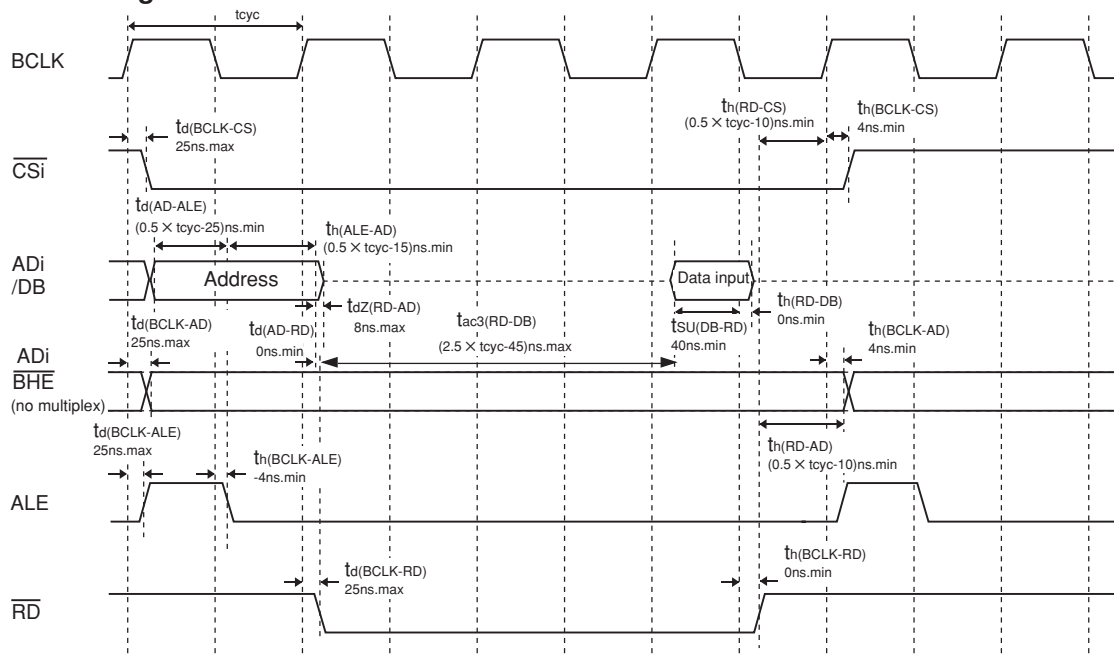 tcyc
BCLK
td(BCLK-CS)
25ns.max
th(RD-CS)
(0.5 × tcyc-10)ns.min
th(BCLK-CS)
4ns.min
CSi
td(AD-ALE)
(0.5 × tcyc-25)ns.min
th(ALE-AD)
(0.5 × tcyc-15)ns.min
ADi
/DB
Address
Data input
td(BCLK-AD)
25ns.max
td(AD-RD)
0ns.min
tdZ(RD-AD)
8ns.max
tac3(RD-DB)
(2.5 × tcyc-45)ns.max
tSU(DB-RD)
40ns.min
th(RD-DB)
0ns.min
th(BCLK-AD)
4ns.min
ADi
BHE
(no multiplex)
td(BCLK-ALE)
25ns.max
th(BCLK-ALE)
-4ns.min
th(RD-AD)
(0.5 × tcyc-10)ns.min
ALE
td(BCLK-RD)
25ns.max
th(BCLK-RD)
0ns.min
RD